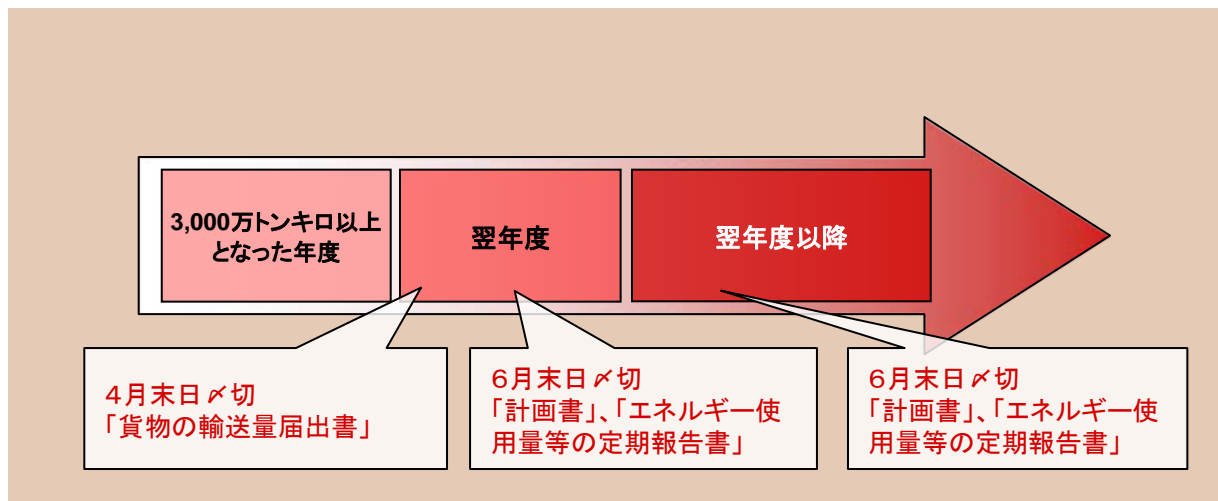 3,000万トンキロ以上
となった年度
翌年度
翌年度以降
４月末日〆切
「貨物の輸送量届出書」
６月末日〆切
「計画書」、「エネルギー使
用量等の定期報告書」
６月末日〆切
「計画書」、「エネルギー使
用量等の定期報告書」